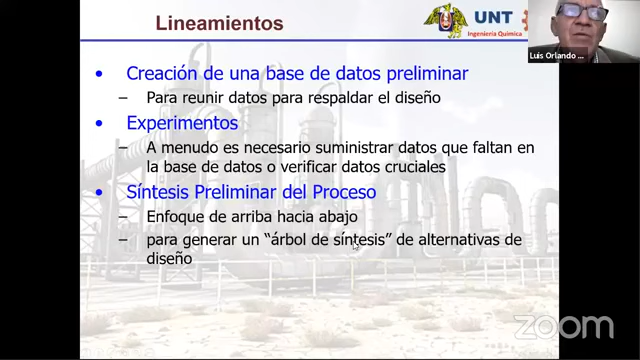 Lineamientos
UNT
Ingeniería Química
Luis Orlando ...
• Creación de una base de datos preliminar
– Para reunir datos para respaldar el diseño
• Experimentos
– A menudo es necesario suministrar datos que faltan en
la base de datos o verificar datos cruciales
• Síntesis Preliminar del Proceso
– Enfoque de arriba hacia abajo
– para generar un “árbol de síntesis” de alternativas de
diseño
zoom